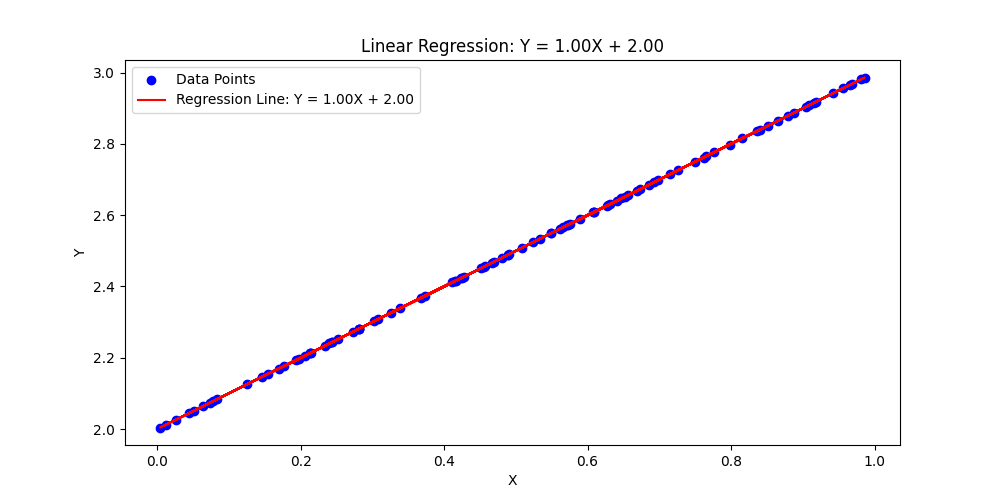 Linear Regression: Y = 1.00X + 2.00
Data Points
Regression Line: Y = 1.00X + 2.00
3.0
2.8
2.6
2.4
2.2
2.0
Y
0.0 0.2 0.4 0.6 0.8 1.0
X